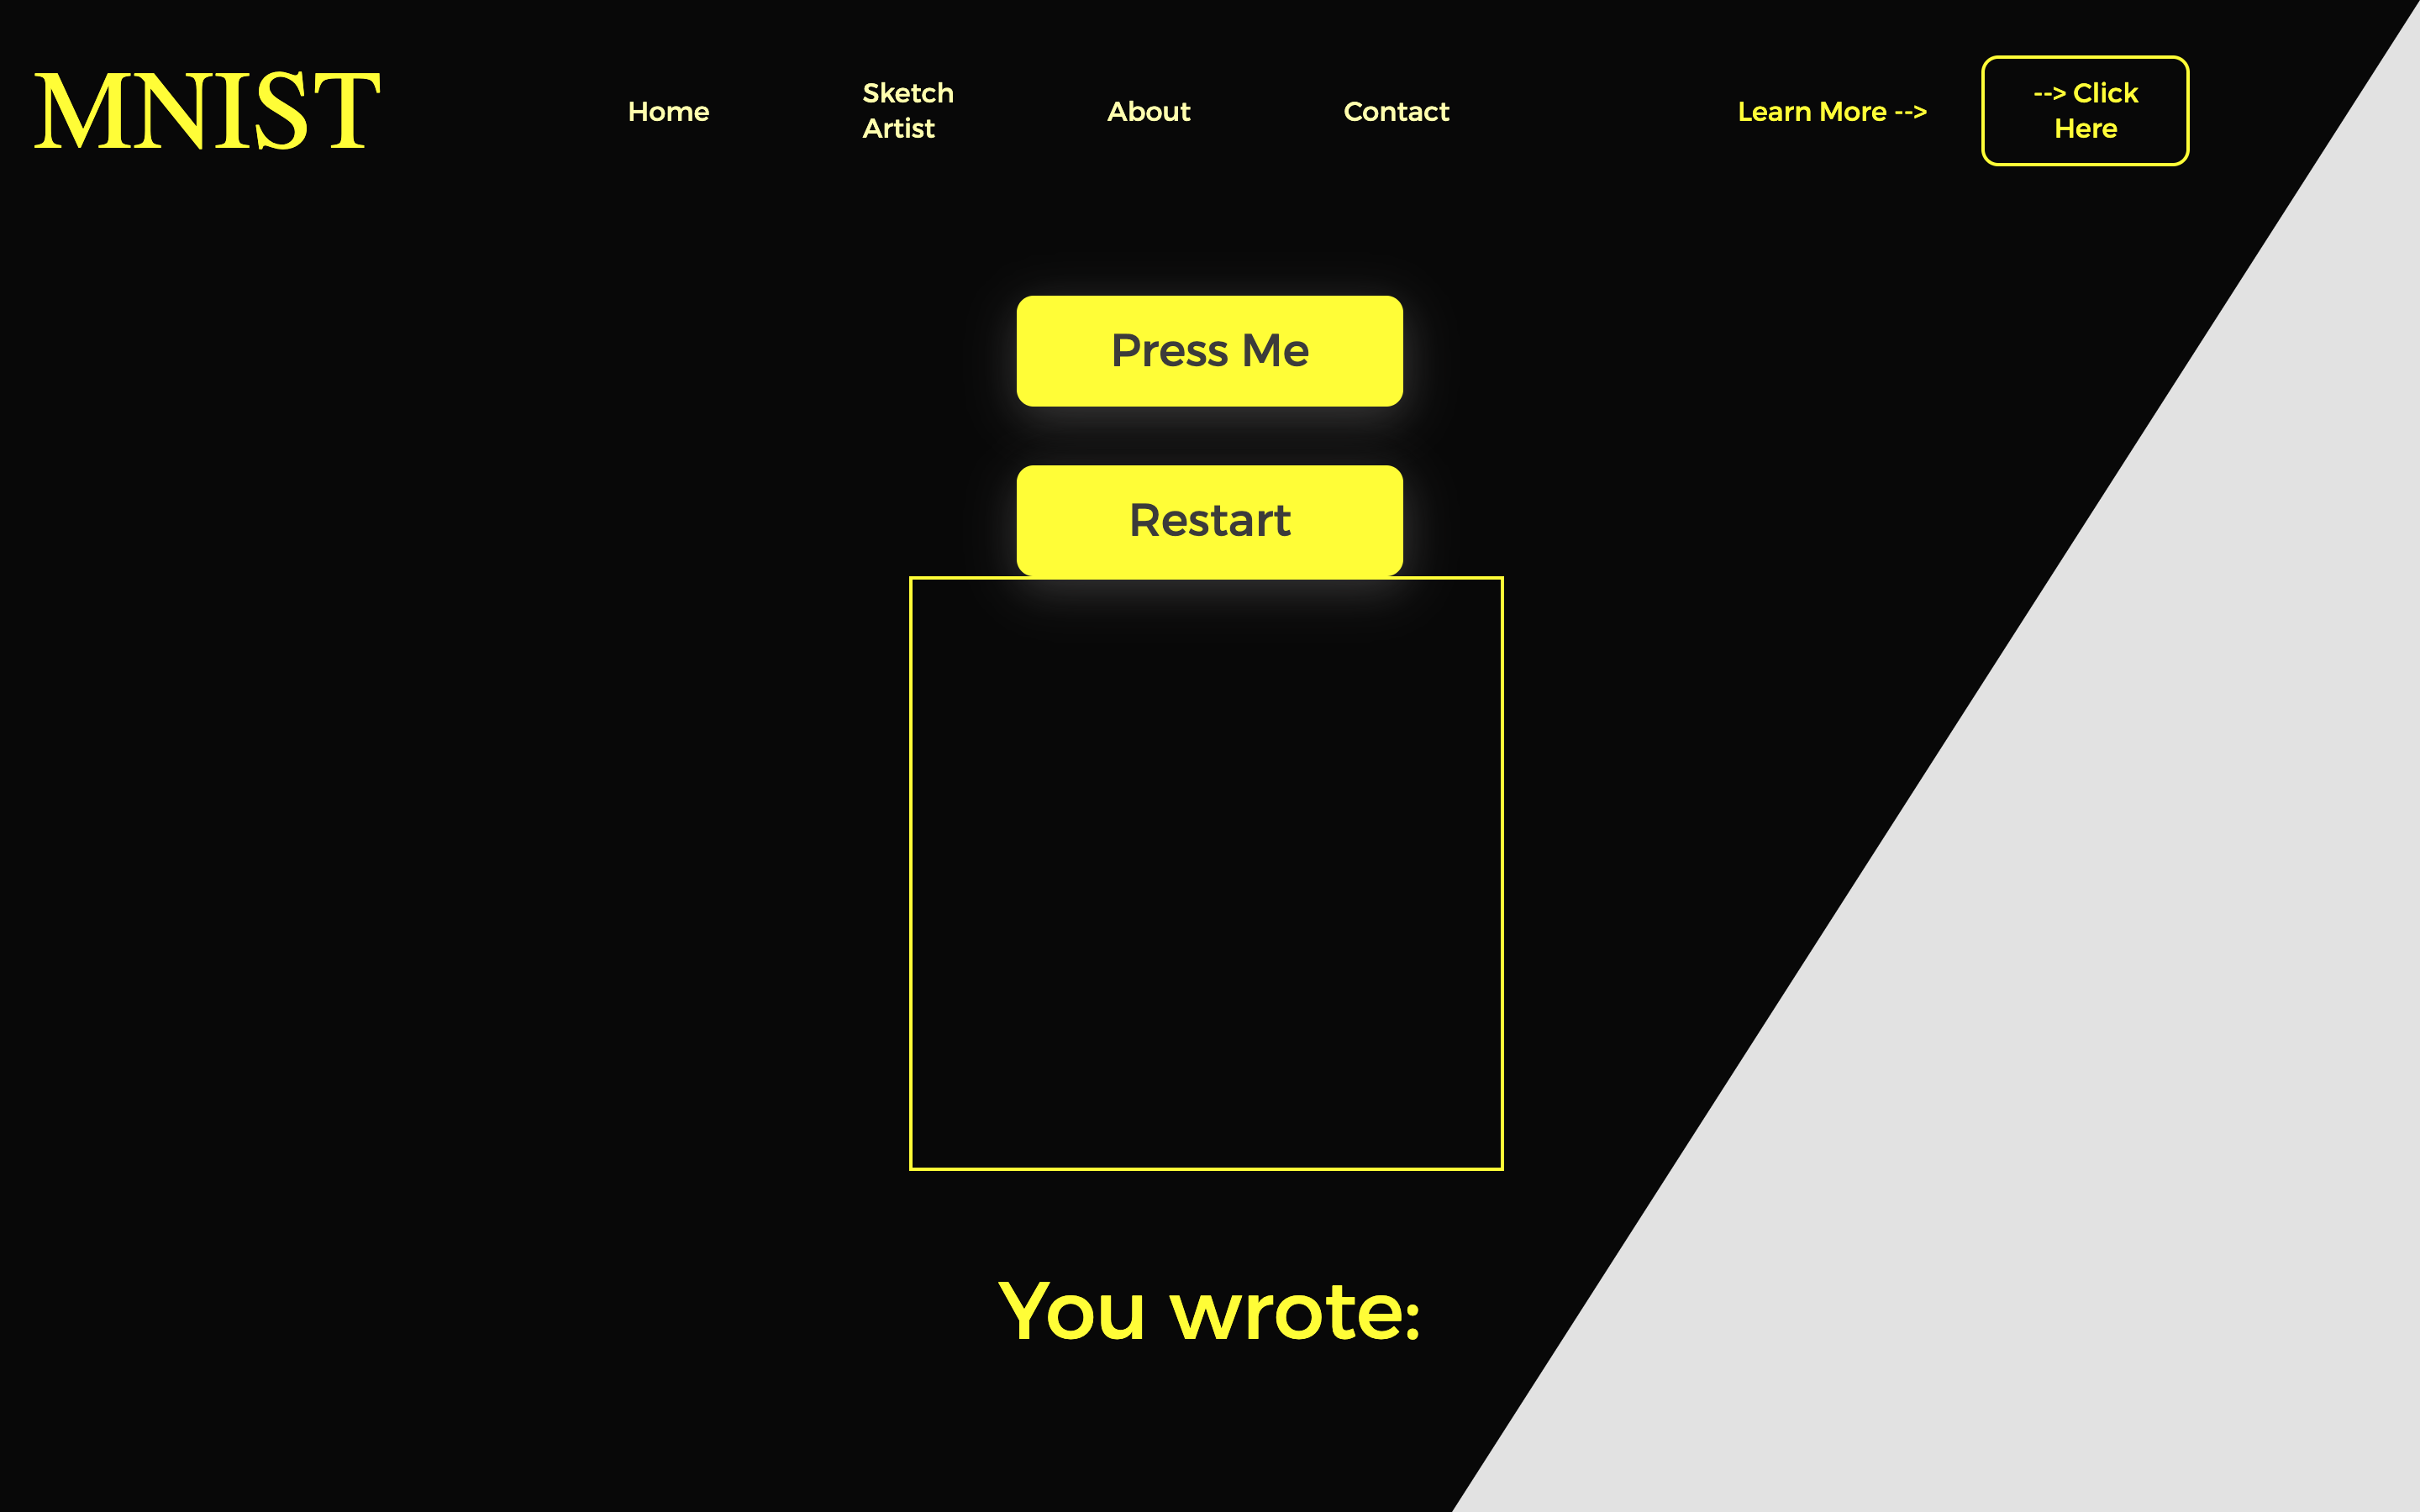 MNIST
Home
Sketch
Artist
About
Contact
Learn More -->
--> Click
Here
Press Me
Restart
You wrote: